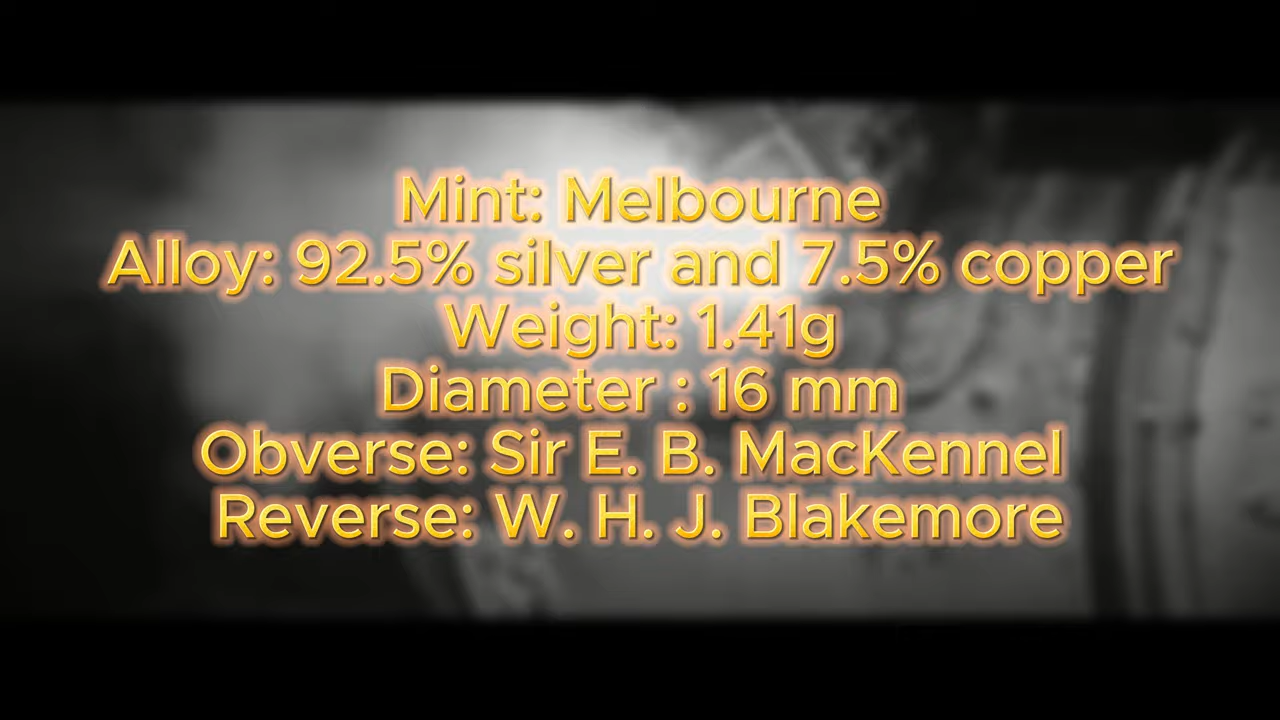 Mint: Melbourne
Alloy: 92.5% silver and 7.5% copper
Weight: 1.41g
Diameter : 16 mm
Obverse: Sir E. B. MacKennel
Reverse: W. H. J. Blakemore